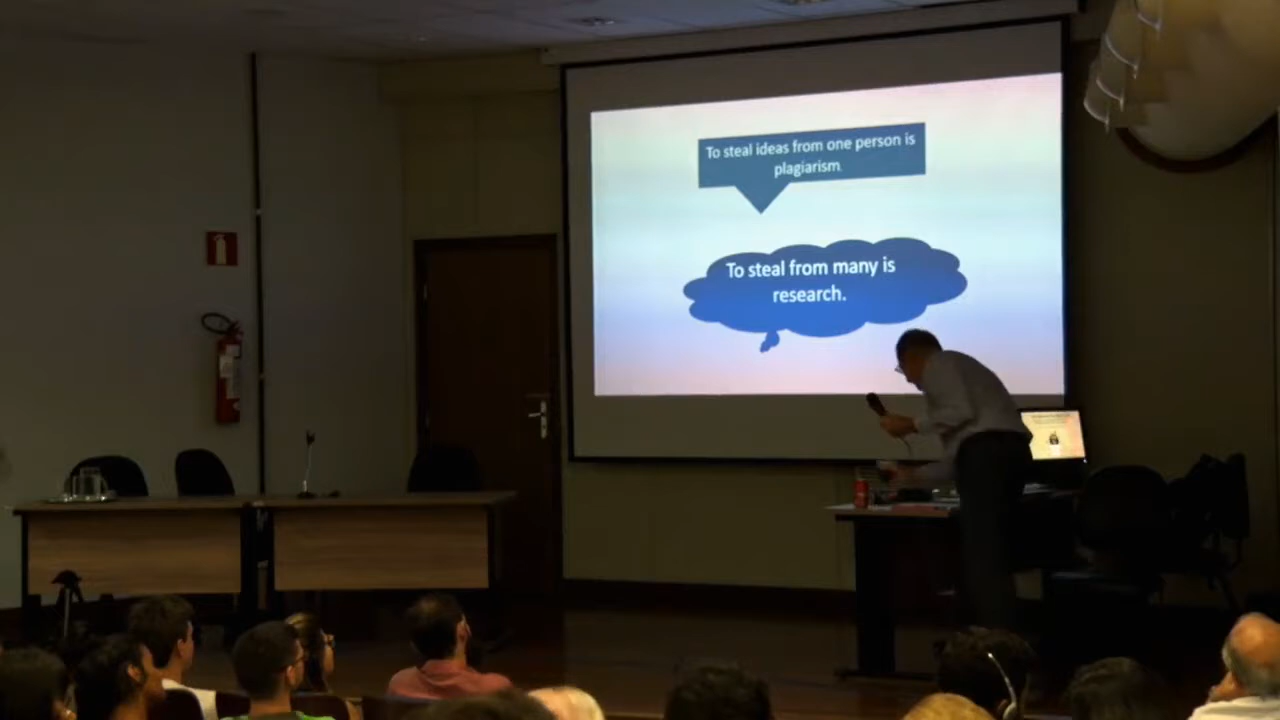 To steal ideas from one person is
plagiarism.
To steal from many is
research.